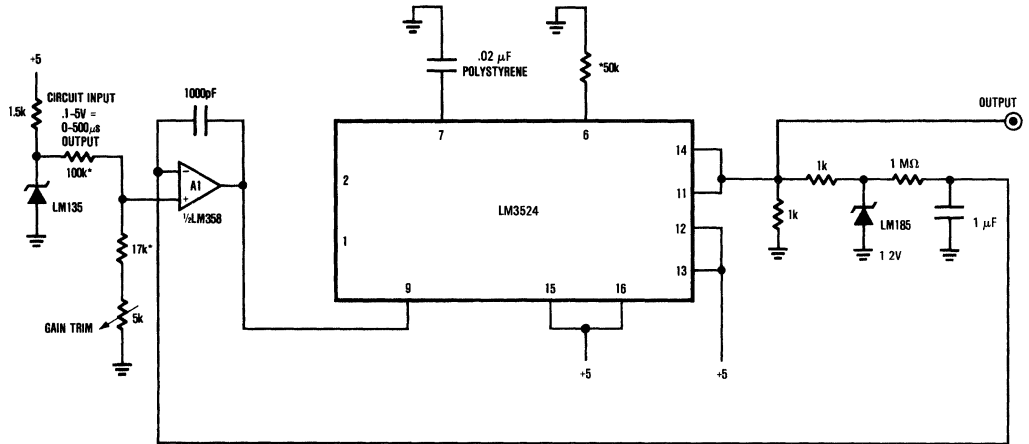 +5
1.5k
CIRCUIT INPUT
.1–5V =
0–500μs
OUTPUT
100k*
LM135
17k*
5k
GAIN TRIM
1000pF
A1
½LM358
.02 μF
POLYSTYRENE
*50k
7
6
2
1
LM3524
14
11
12
13
9
15
16
+5
+5
OUTPUT
1k
1 MΩ
1k
LM185
1 2V
1 μF